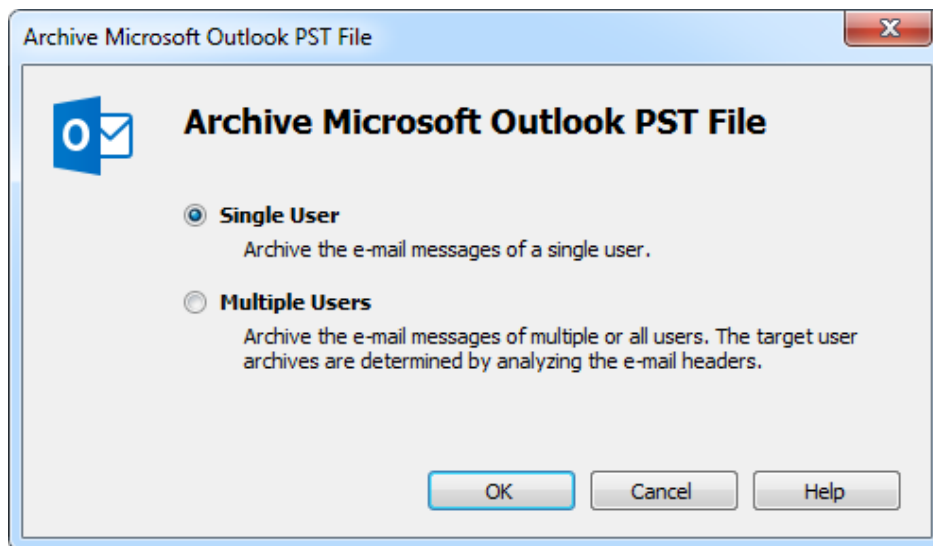 Archive Microsoft Outlook PST File
Archive Microsoft Outlook PST File
Single User
Archive the e-mail messages of a single user.
Multiple Users
Archive the e-mail messages of multiple or all users. The target user
archives are determined by analyzing the e-mail headers.
OK Cancel Help